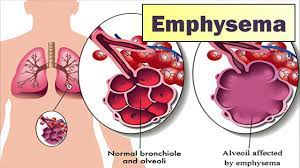 Emphysema
Normal bronchiole
and alveoli
Alveoli affected
by emphysema